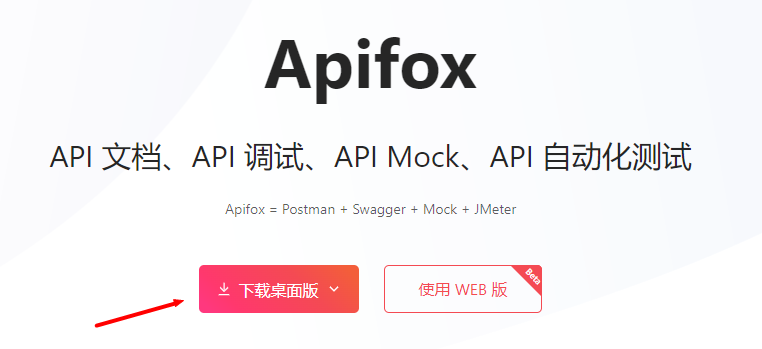 Apifox
API 文档、API 调试、API Mock、API 自动化测试
Apifox = Postman + Swagger + Mock + JMeter
下载桌面版
使用 WEB 版
Beta